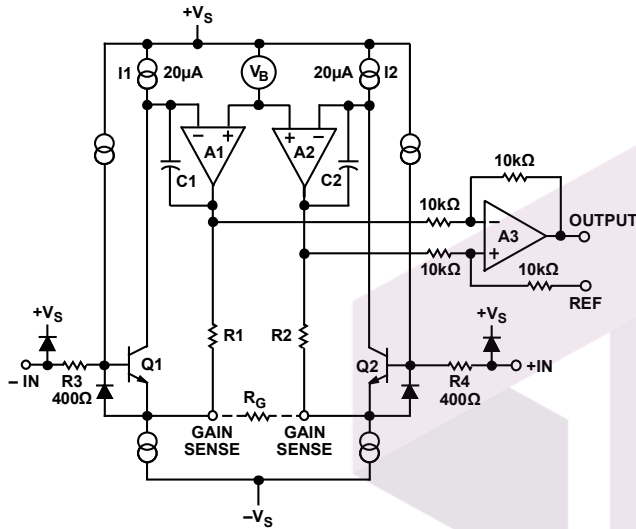 +VS
I1 20µA VB 20µA I2
− + + −
A1 A2
C1 C2
10kΩ
10kΩ − OUTPUT
A3
10kΩ + 10kΩ
REF
+VS +VS
R1 R2
− IN R3 Q1 Q2 R4 +IN
400Ω RG 400Ω
GAIN SENSE GAIN SENSE
−VS